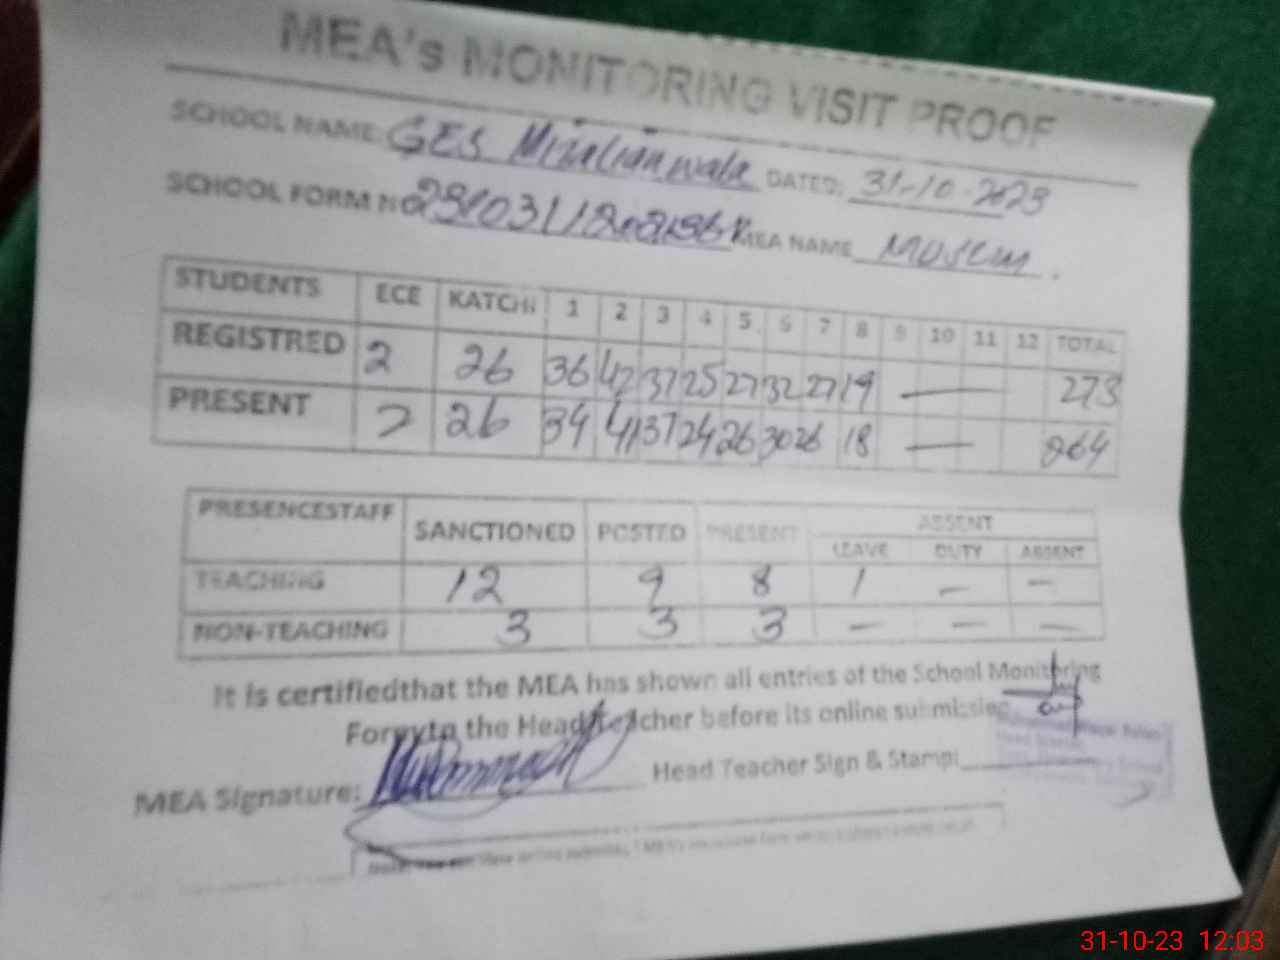 MEA's MONITORING VISIT PROOF
SCHOOL NAME: GES DATED: 31-10-2023
SCHOOL FORM N MEA NAME
STUDENTS ECE KATCHI 1 2 3 4 5 6 7 8 9 10 11 12 TOTAL
REGISTRED 2 26 36 42 37 25 27 32 27 19 — 273
PRESENT 2 26 34 41 37 24 26 30 26 18 — 264
PRESENCESTAFF SANCTIONED POSTED PRESENT ABSENT
LEAVE DUTY ABSENT
TEACHING 12 9 8 1 — —
NON-TEACHING 3 3 3 — — —
It is certifiedthat the MEA has shown all entries of the School Monitoring
Formto the Head Teacher before its online submission
MEA Signature: Head Teacher Sign & Stamp:
31-10-23 12:03